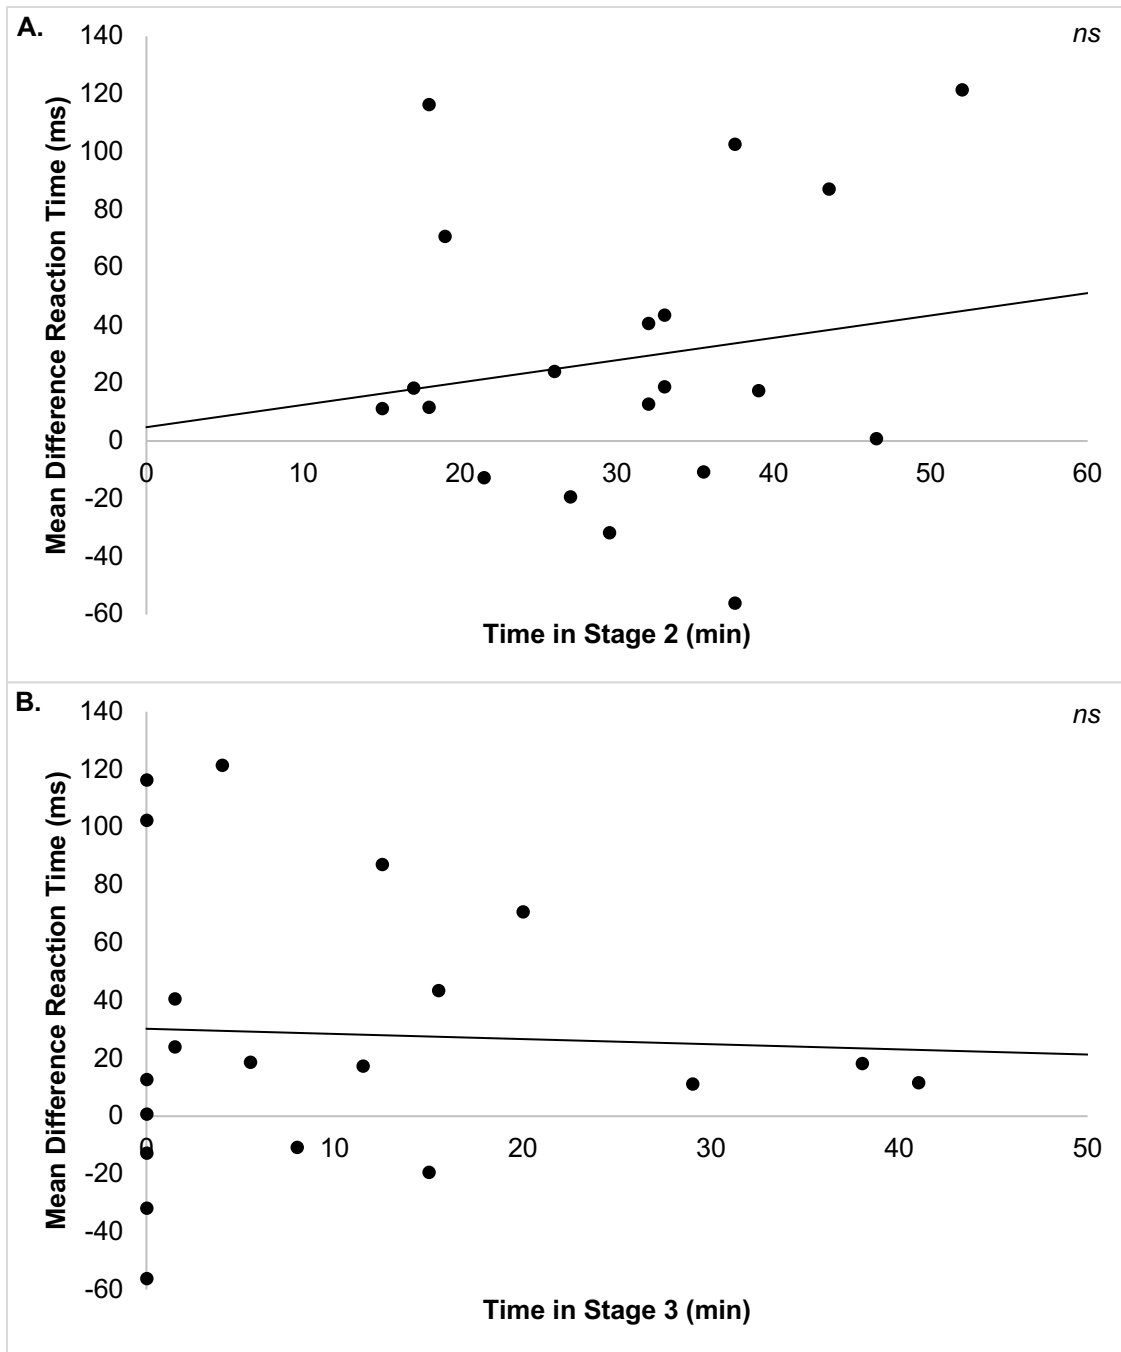 A.
ns
140
120
100
80
60
40
20
0
-20
-40
-60
Mean Difference Reaction Time (ms)
0 10 20 30 40 50 60
Time in Stage 2 (min)
B.
ns
140
120
100
80
60
40
20
0
-20
-40
-60
Mean Difference Reaction Time (ms)
0 10 20 30 40 50
Time in Stage 3 (min)